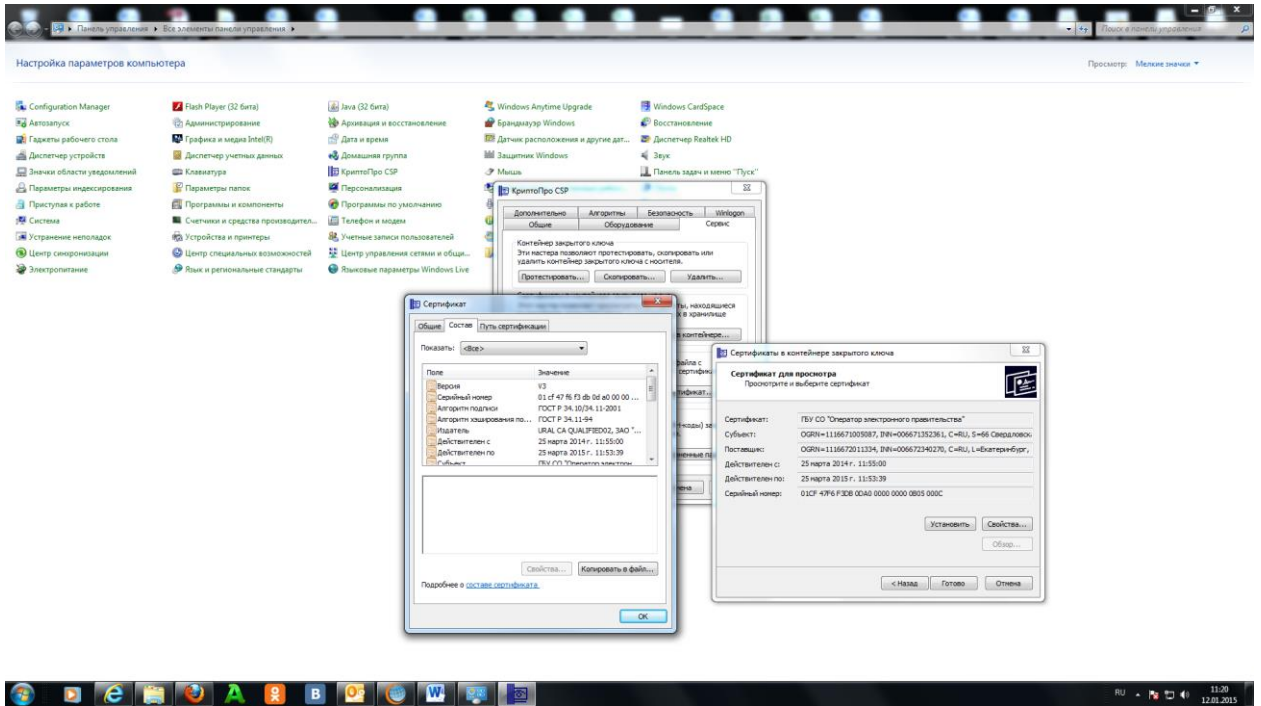 Панель управления ▸ Все элементы панели управления ▸
Поиск в панели управления
Настройка параметров компьютера
Просмотр: Мелкие значки
Configuration Manager
Flash Player (32 бита)
Java (32 бита)
Windows Anytime Upgrade
Windows CardSpace
Автозапуск
Администрирование
Архивация и восстановление
Брандмауэр Windows
Восстановление
Гаджеты рабочего стола
Графика и медиа Intel(R)
Дата и время
Датчик расположения и другие дат...
Диспетчер Realtek HD
Диспетчер устройств
Диспетчер учетных данных
Домашняя группа
Защитник Windows
Звук
Значки области уведомлений
Клавиатура
КриптоПро CSP
Мышь
Панель задач и меню "Пуск"
Параметры индексирования
Параметры папок
Персонализация
Приступая к работе
Программы и компоненты
Программы по умолчанию
Система
Счетчики и средства производител...
Телефон и модем
Устранение неполадок
Устройства и принтеры
Учетные записи пользователей
Центр синхронизации
Центр специальных возможностей
Центр управления сетями и общи...
Электропитание
Язык и региональные стандарты
Языковые параметры Windows Live
КриптоПро CSP
Дополнительно Алгоритмы Безопасность Winlogon
Общие Оборудование Сервис
Контейнер закрытого ключа
Эти мастера позволяют протестировать, скопировать или
удалить контейнер закрытого ключа с носителя.
Протестировать... Скопировать... Удалить...
находящиеся
в хранилище
контейнере...
файла с
Сертификат
Общие Состав Путь сертификации
Показать: <Все>
Поле Значение
Версия V3
Серийный номер 01 cf 47 f6 f3 db 0d a0 00 00 ...
Алгоритм подписи ГОСТ Р 34.10/34.11-2001
Алгоритм хэширования по... ГОСТ Р 34.11-94
Издатель URAL CA QUALIFIED02, ЗАО "...
Действителен с 25 марта 2014 г. 11:55:00
Действителен по 25 марта 2015 г. 11:53:39
Субъект ГБУ СО "Оператор электрон
Свойства... Копировать в файл...
Подробнее о составе сертификата
OK
Сертификаты в контейнере закрытого ключа
Сертификат для просмотра
Просмотрите и выберите сертификат
Сертификат: ГБУ СО "Оператор электронного правительства"
Субъект: OGRN=1116671005087, INN=006671352361, C=RU, S=66 Свердловск
Поставщик: OGRN=1116672011334, INN=006672340270, C=RU, L=Екатеринбург,
Действителен с: 25 марта 2014 г. 11:55:00
Действителен по: 25 марта 2015 г. 11:53:39
Серийный номер: 01CF 47F6 F3DB 0DA0 0000 0000 0B05 000C
Установить Свойства...
Обзор...
< Назад Готово Отмена
RU
11:20
12.01.2015